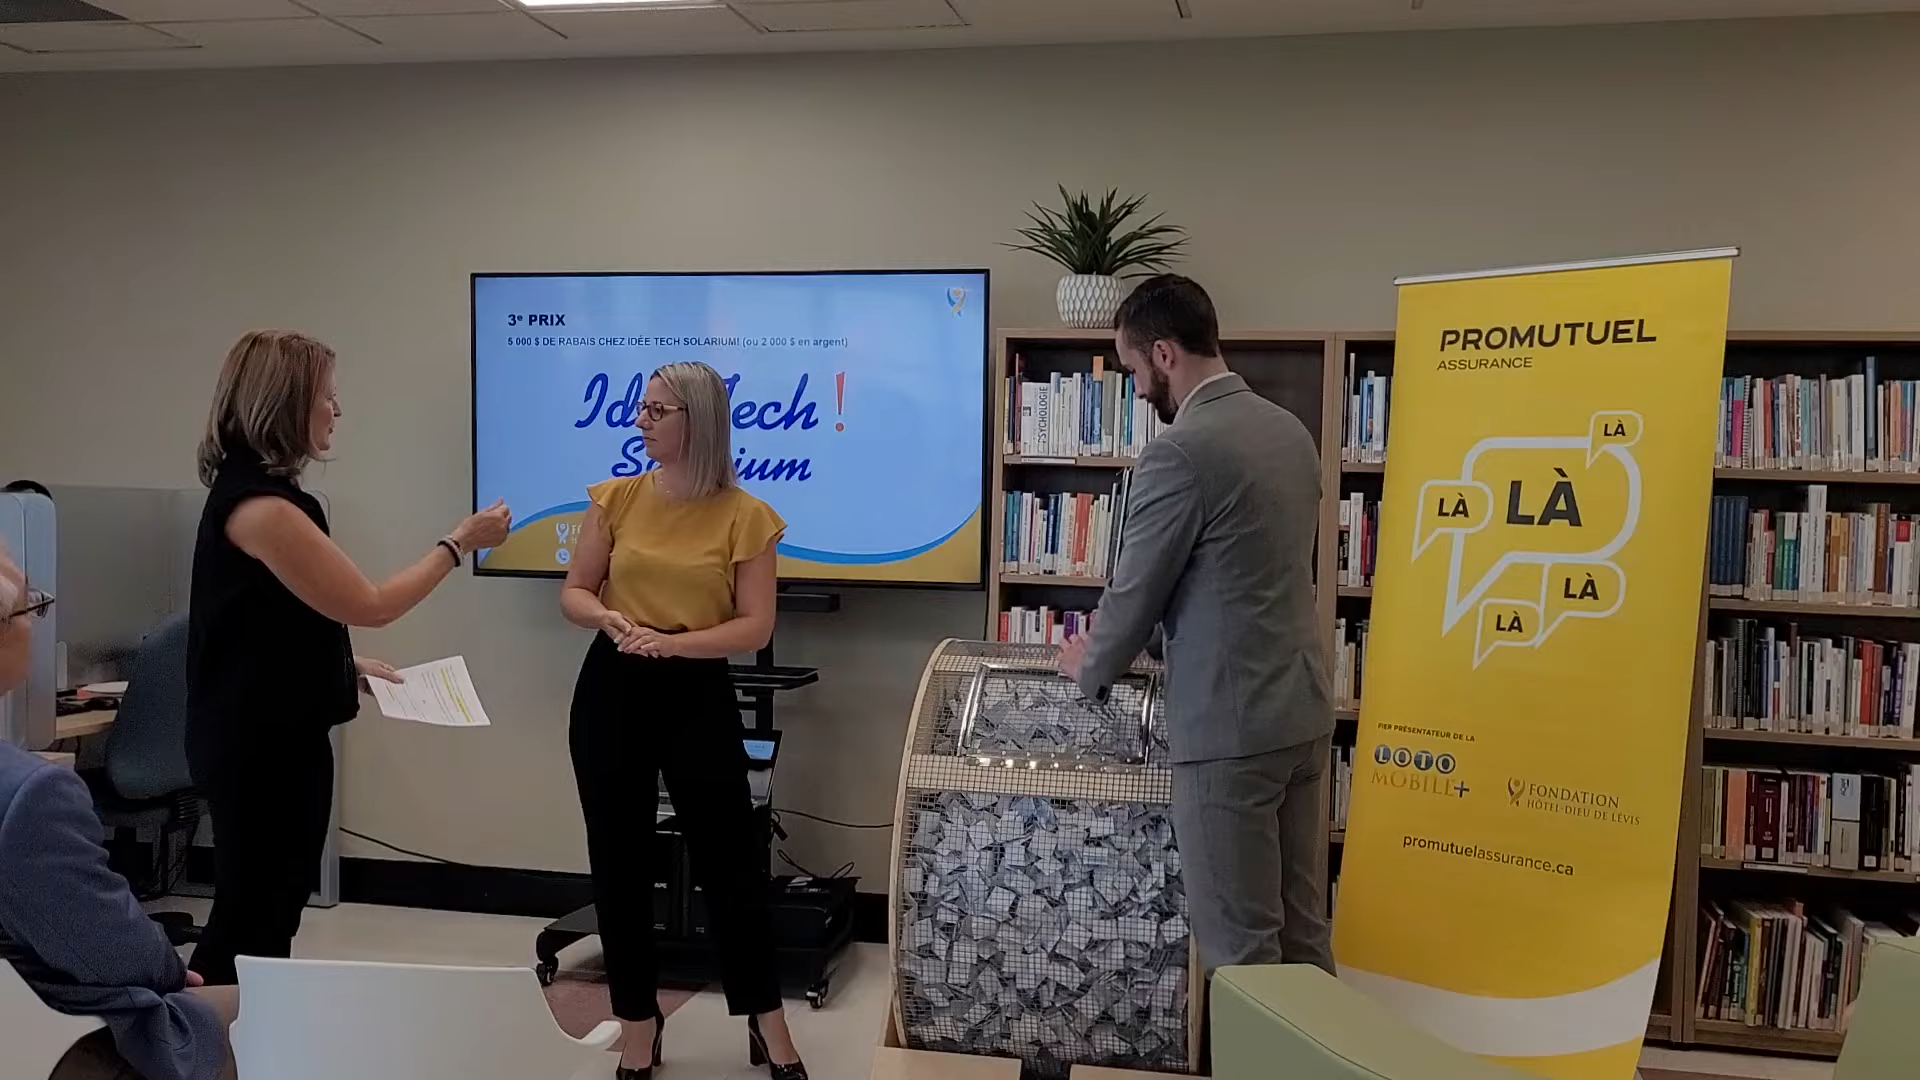 3e PRIX
5 000 $ DE RABAIS CHEZ IDÉE TECH SOLARIUM! (ou 2 000 $ en argent)
Tech !
PSYCHOLOGIE
PROMUTUEL
ASSURANCE
LÀ
LÀ
LÀ
LÀ
LÀ
FIER PRÉSENTATEUR DE LA
LOTO
MOBILE+
FONDATION
HÔTEL-DIEU DE LÉVIS
promutuelassurance.ca